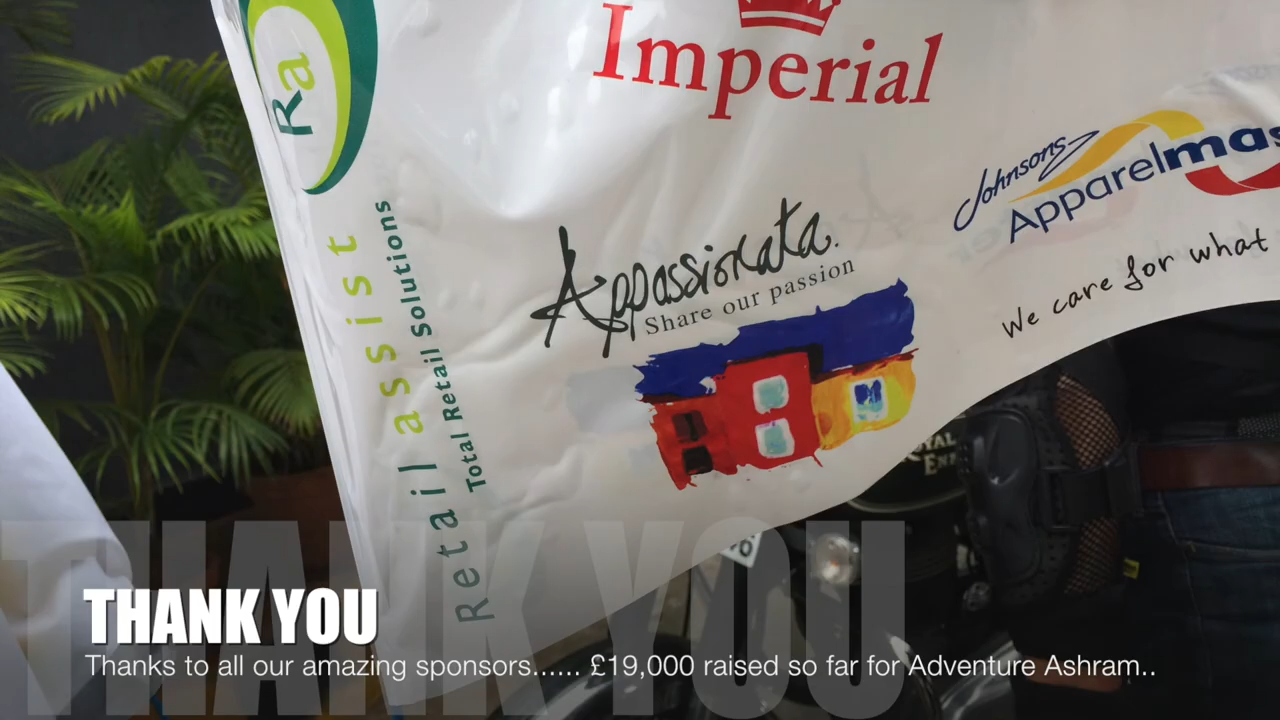 Ra
Retail assist
Total Retail Solutions
Imperial
Appassionata.
Share our passion
Johnsons
Apparelmas
We care for what
THANK YOU
THANK YOU
Thanks to all our amazing sponsors...... £19,000 raised so far for Adventure Ashram..